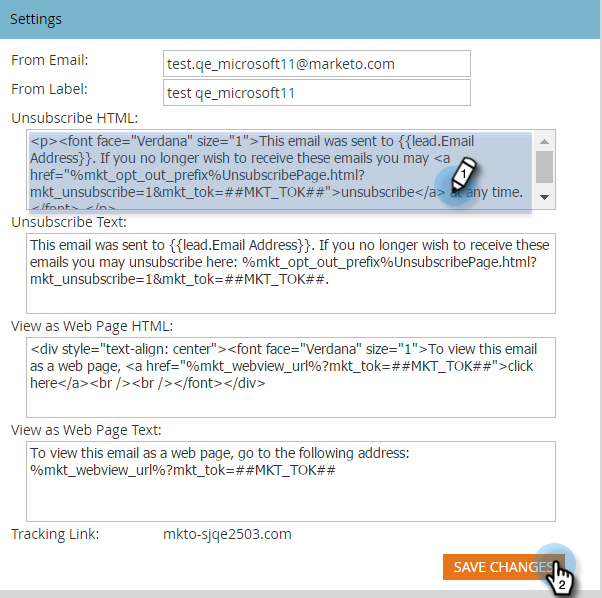 Settings
From Email:
test.qe_microsoft11@marketo.com
From Label:
test qe_microsoft11
Unsubscribe HTML:
<p><font face="Verdana" size="1">This email was sent to {{lead.Email
Address}}. If you no longer wish to receive these emails you may <a
href="%mkt_opt_out_prefix%UnsubscribePage.html?
mkt_unsubscribe=1&mkt_tok=##MKT_TOK##">unsubscribe</a> at any time.
</font> </p>
1
Unsubscribe Text:
This email was sent to {{lead.Email Address}}. If you no longer wish to receive these
emails you may unsubscribe here: %mkt_opt_out_prefix%UnsubscribePage.html?
mkt_unsubscribe=1&mkt_tok=##MKT_TOK##.
View as Web Page HTML:
<div style="text-align: center"><font face="Verdana" size="1">To view this email
as a web page, <a href="%mkt_webview_url%?mkt_tok=##MKT_TOK##">click
here</a><br /><br /></font></div>
View as Web Page Text:
To view this email as a web page, go to the following address:
%mkt_webview_url%?mkt_tok=##MKT_TOK##
Tracking Link:
mkto-sjqe2503.com
SAVE CHANGES
2